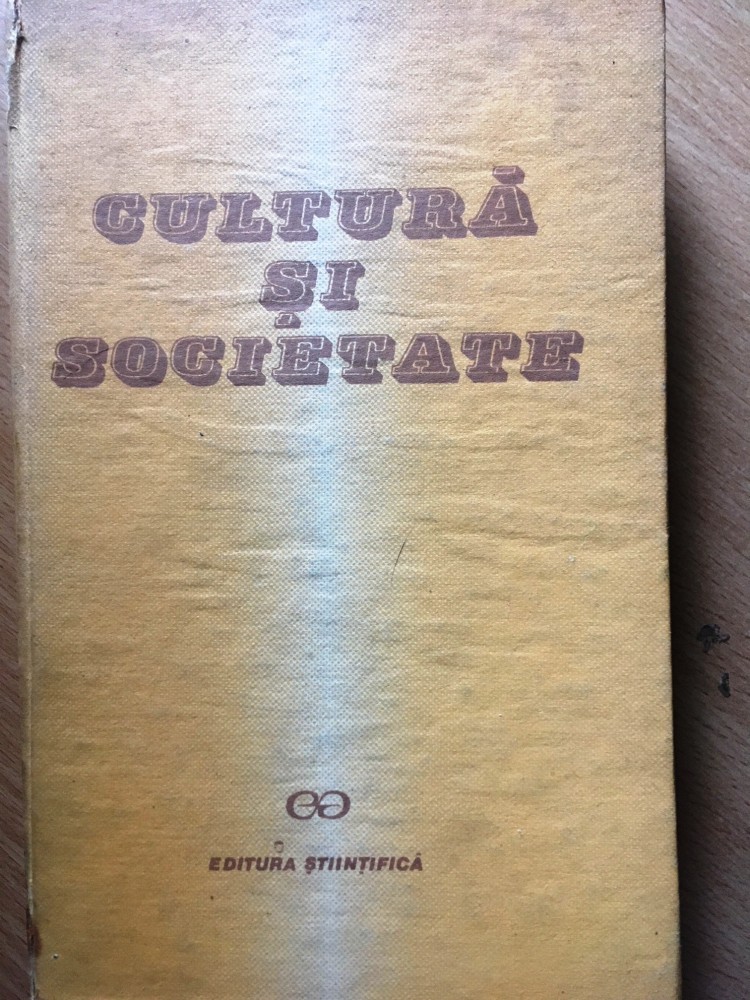 CULTURĂ
ȘI
SOCIETATE
EDITURA ȘTIINȚIFICĂ